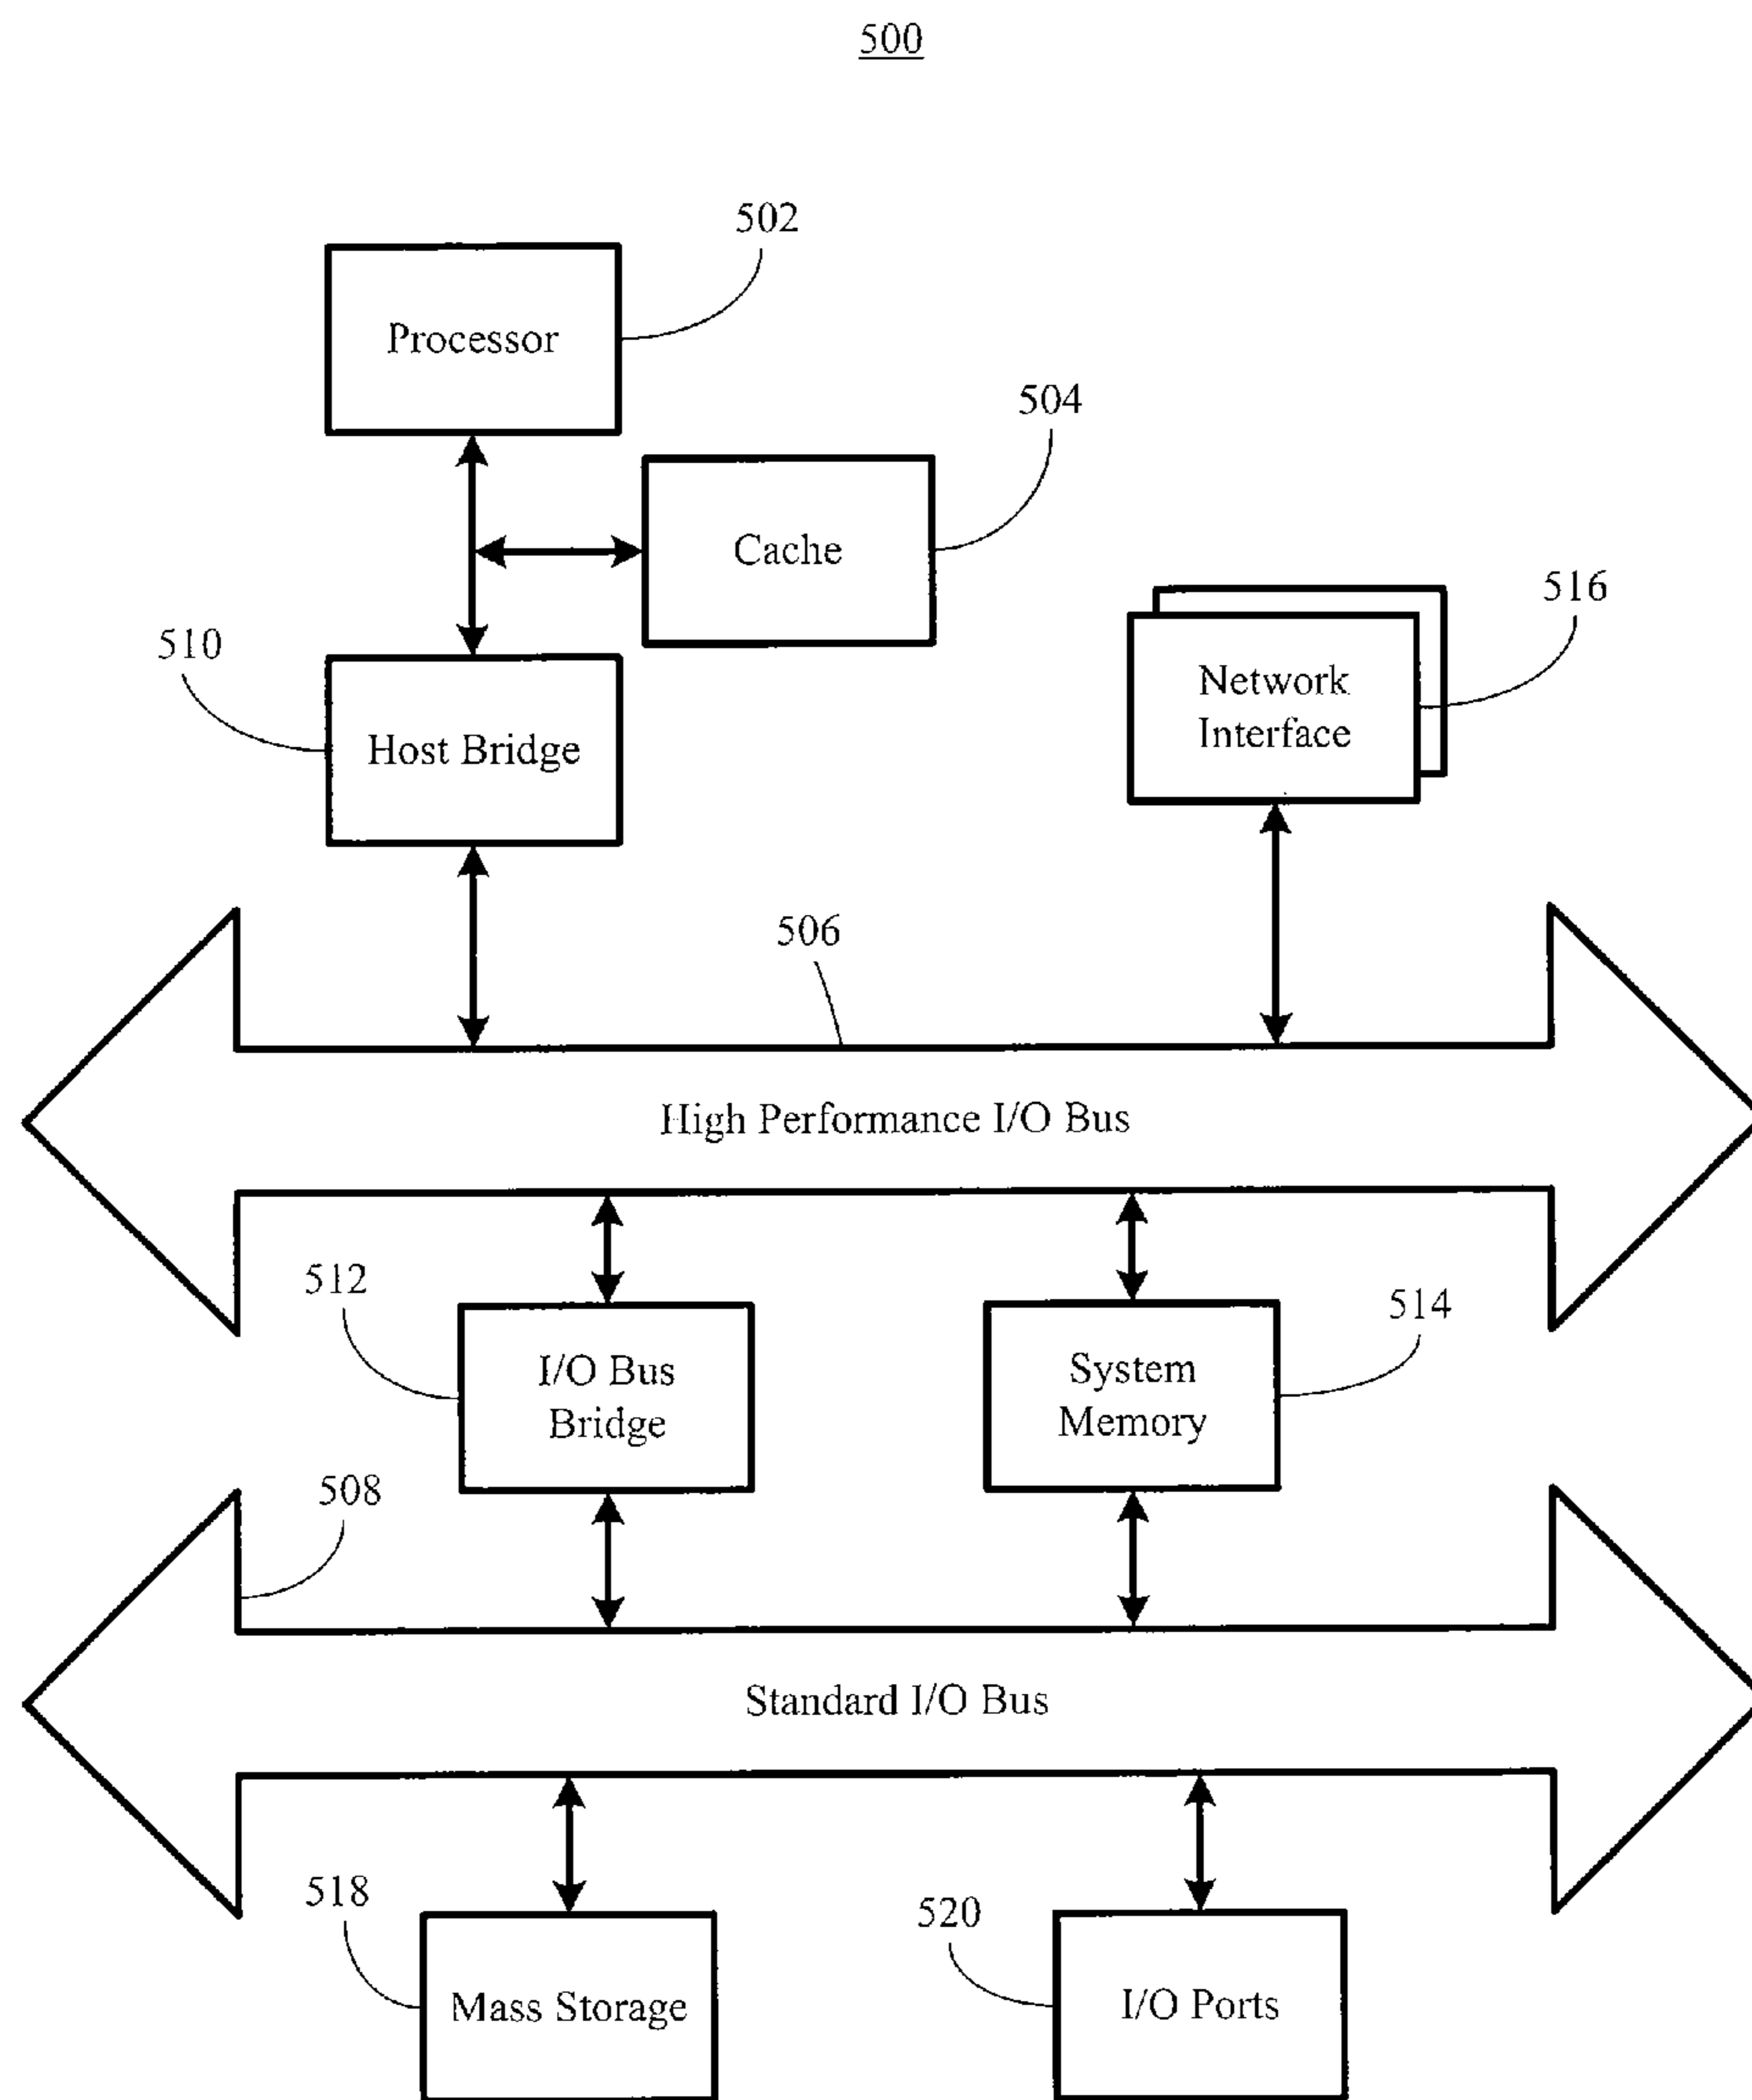 500
502
Processor
504
Cache
516
510
Network
Interface
Host Bridge
506
High Performance I/O Bus
512
514
I/O Bus
Bridge
System
Memory
508
Standard I/O Bus
518
520
Mass Storage
I/O Ports